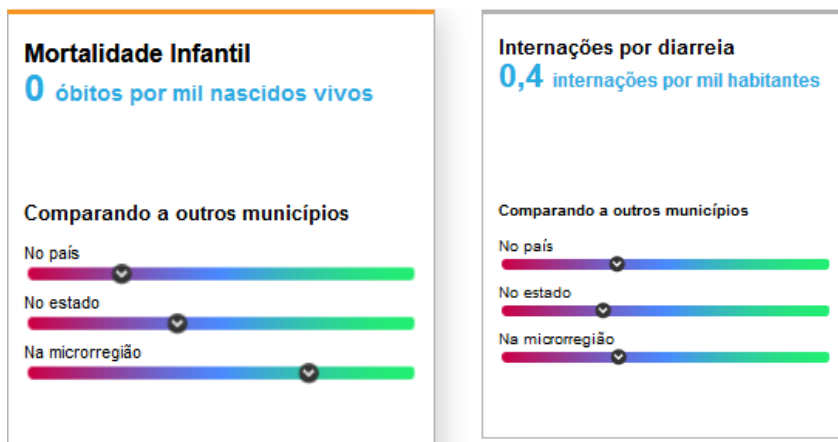 Mortalidade Infantil
0 óbitos por mil nascidos vivos
Comparando a outros municípios
No país
No estado
Na microrregião
Internações por diarreia
0,4 internações por mil habitantes
Comparando a outros municípios
No país
No estado
Na microrregião